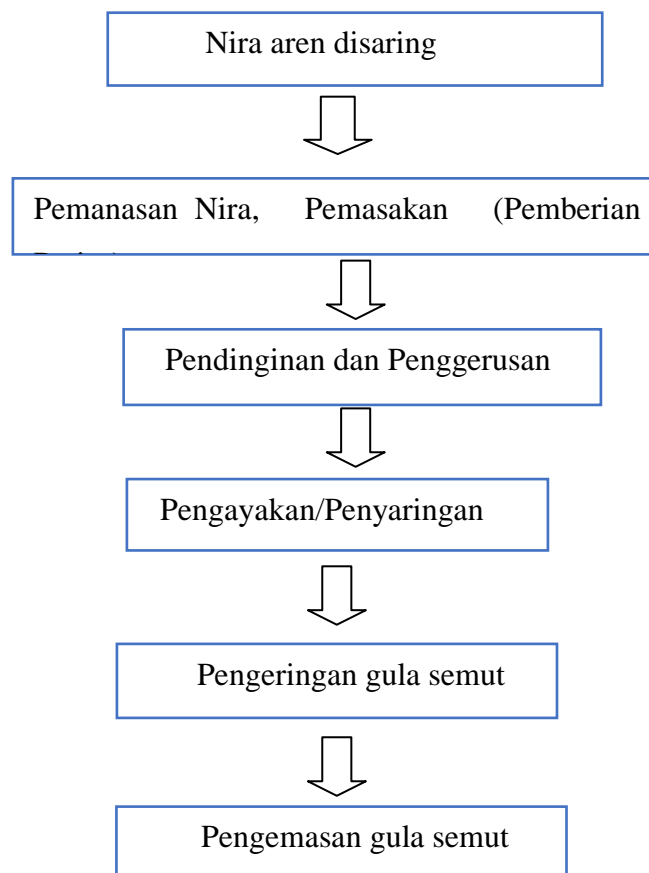 Nira aren disaring
Pemanasan Nira, Pemasakan (Pemberian
Pendinginan dan Penggerusan
Pengayakan/Penyaringan
Pengeringan gula semut
Pengemasan gula semut